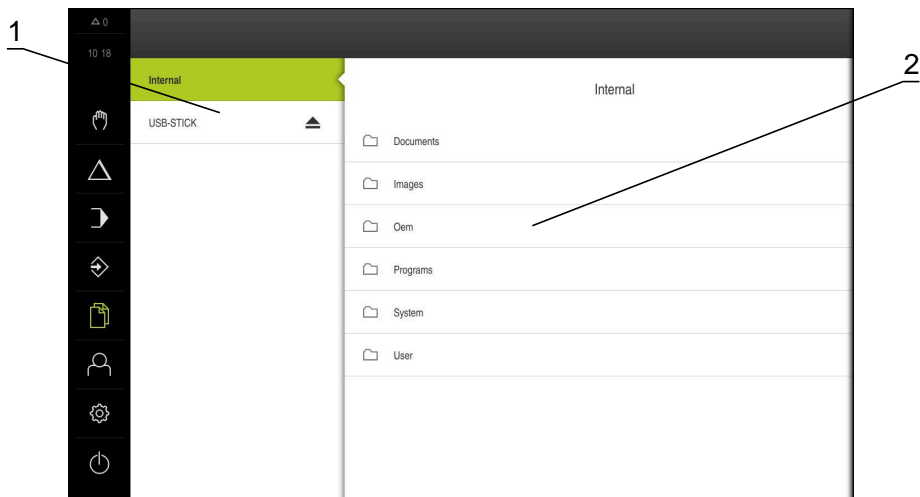 1
0
10 18
Internal
USB-STICK
Internal
Documents
Images
Oem
Programs
System
User
2